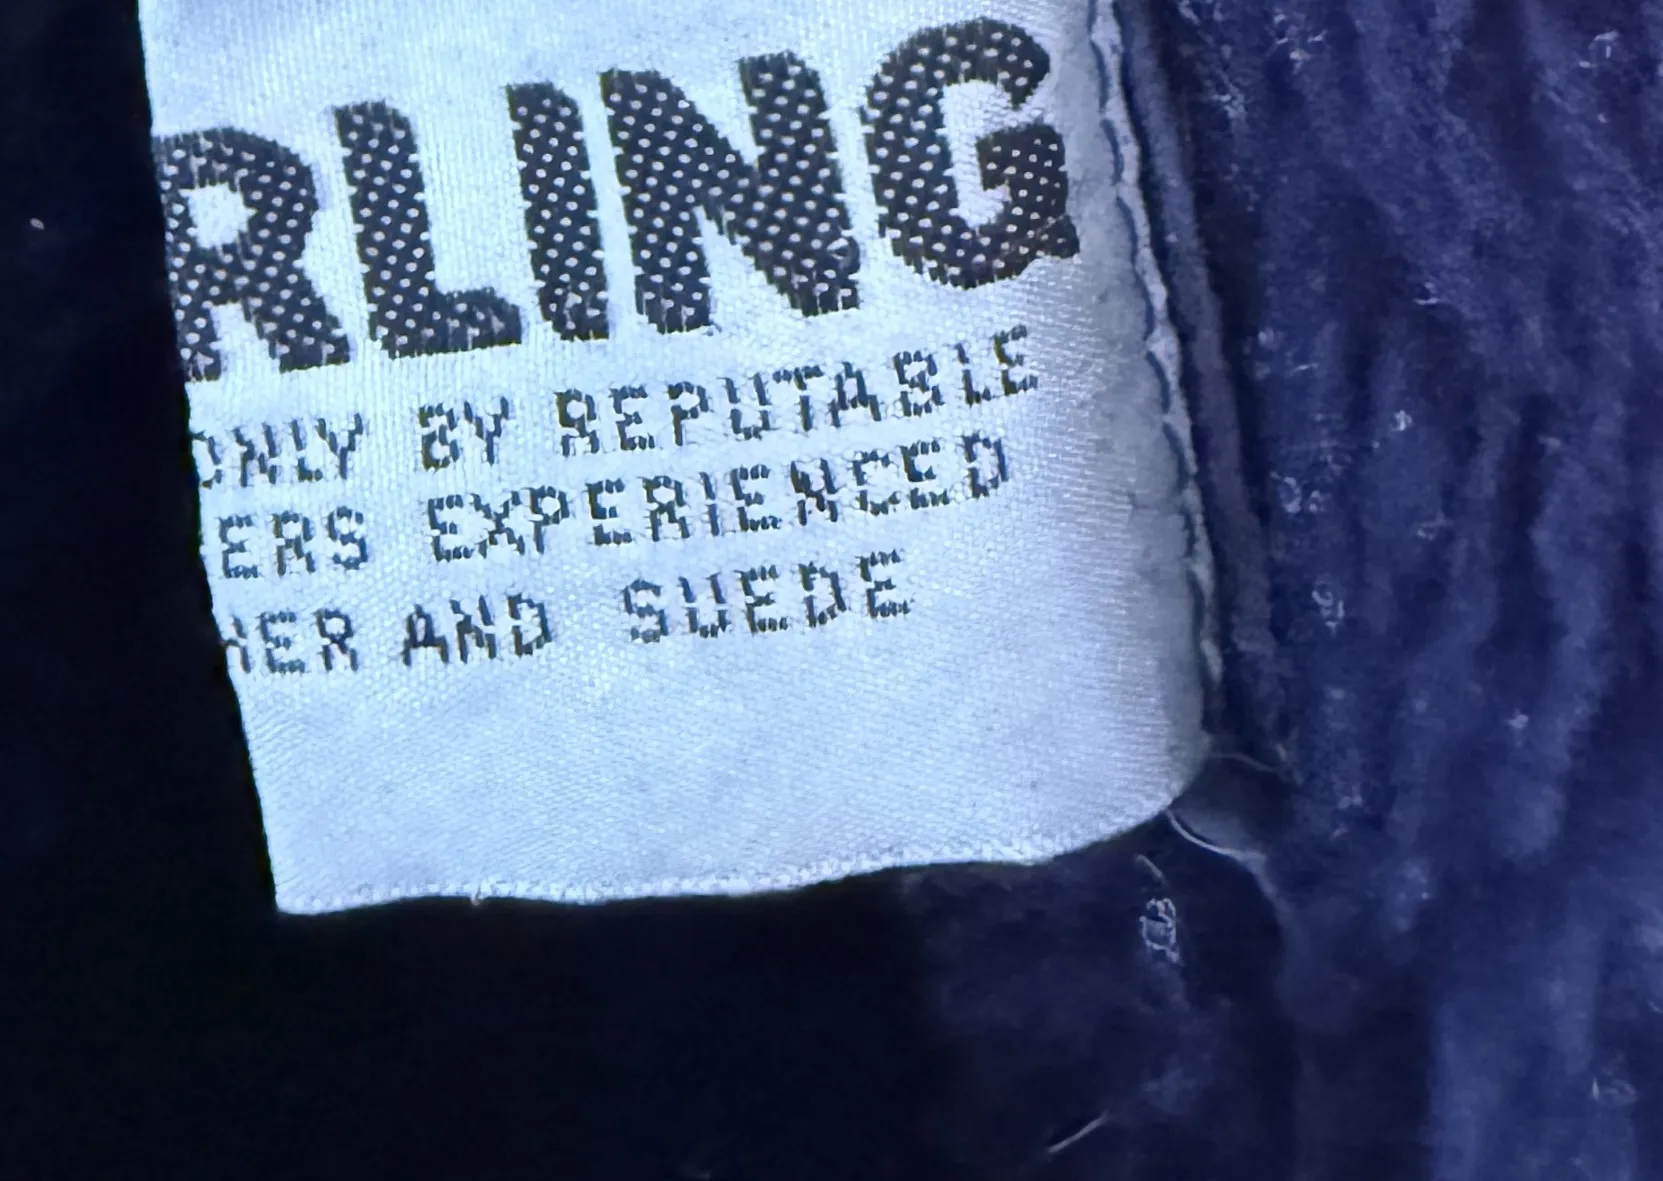 RLING
ONLY BY REPUTABLE
ERS EXPERIENCED
HER AND SUEDE